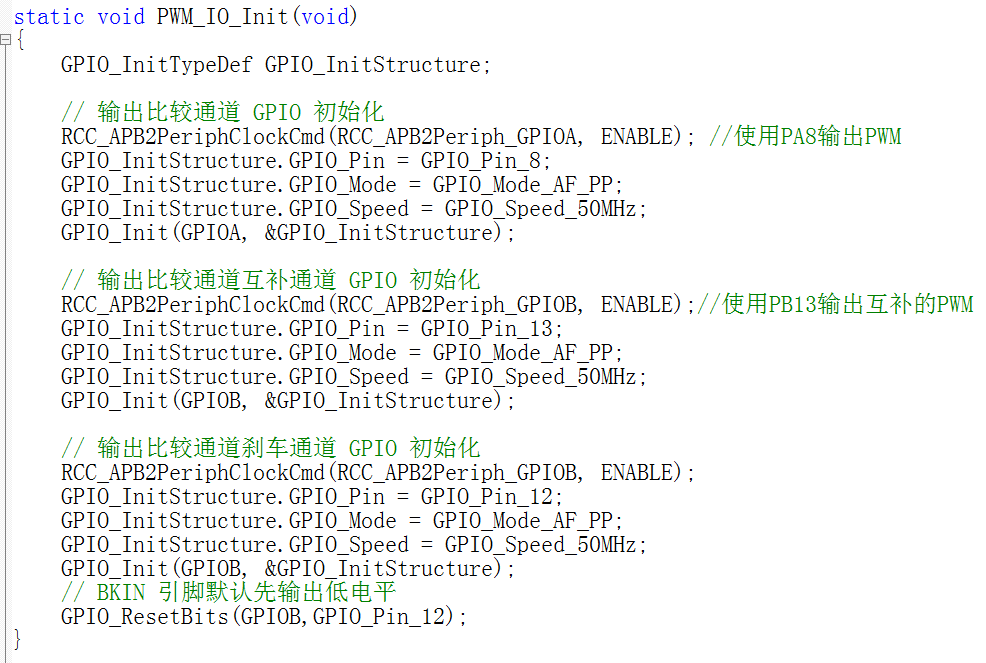 static void PWM_IO_Init(void)
{
    GPIO_InitTypeDef GPIO_InitStructure;

    // 输出比较通道 GPIO 初始化
    RCC_APB2PeriphClockCmd(RCC_APB2Periph_GPIOA, ENABLE); //使用PA8输出PWM
    GPIO_InitStructure.GPIO_Pin = GPIO_Pin_8;
    GPIO_InitStructure.GPIO_Mode = GPIO_Mode_AF_PP;
    GPIO_InitStructure.GPIO_Speed = GPIO_Speed_50MHz;
    GPIO_Init(GPIOA, &GPIO_InitStructure);

    // 输出比较通道互补通道 GPIO 初始化
    RCC_APB2PeriphClockCmd(RCC_APB2Periph_GPIOB, ENABLE);//使用PB13输出互补的PWM
    GPIO_InitStructure.GPIO_Pin = GPIO_Pin_13;
    GPIO_InitStructure.GPIO_Mode = GPIO_Mode_AF_PP;
    GPIO_InitStructure.GPIO_Speed = GPIO_Speed_50MHz;
    GPIO_Init(GPIOB, &GPIO_InitStructure);

    // 输出比较通道刹车通道 GPIO 初始化
    RCC_APB2PeriphClockCmd(RCC_APB2Periph_GPIOB, ENABLE);
    GPIO_InitStructure.GPIO_Pin = GPIO_Pin_12;
    GPIO_InitStructure.GPIO_Mode = GPIO_Mode_AF_PP;
    GPIO_InitStructure.GPIO_Speed = GPIO_Speed_50MHz;
    GPIO_Init(GPIOB, &GPIO_InitStructure);
    // BKIN 引脚默认先输出低电平
    GPIO_ResetBits(GPIOB,GPIO_Pin_12);
}